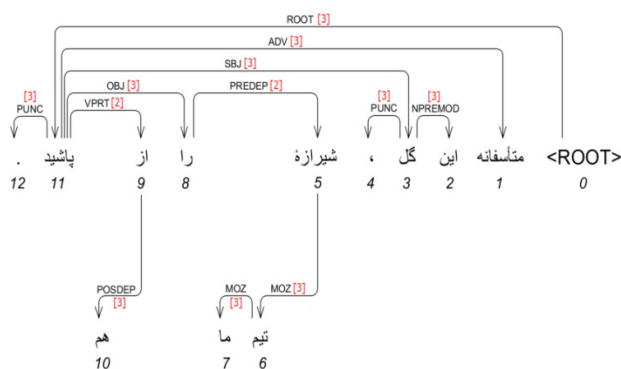 ROOT [3]
ADV [3]
SBJ [3]
OBJ [3] PREDEP [2] [3] [3] [3]
PUNC VPRT [2] PUNC NPREMOD
<ROOT> متأسفانه این گل ، شیرازهٔ را از پاشید .
12 11 9 8 5 4 3 2 1 0
POSDEP [3] MOZ [3] MOZ [3]
هم ما تیم
10 7 6